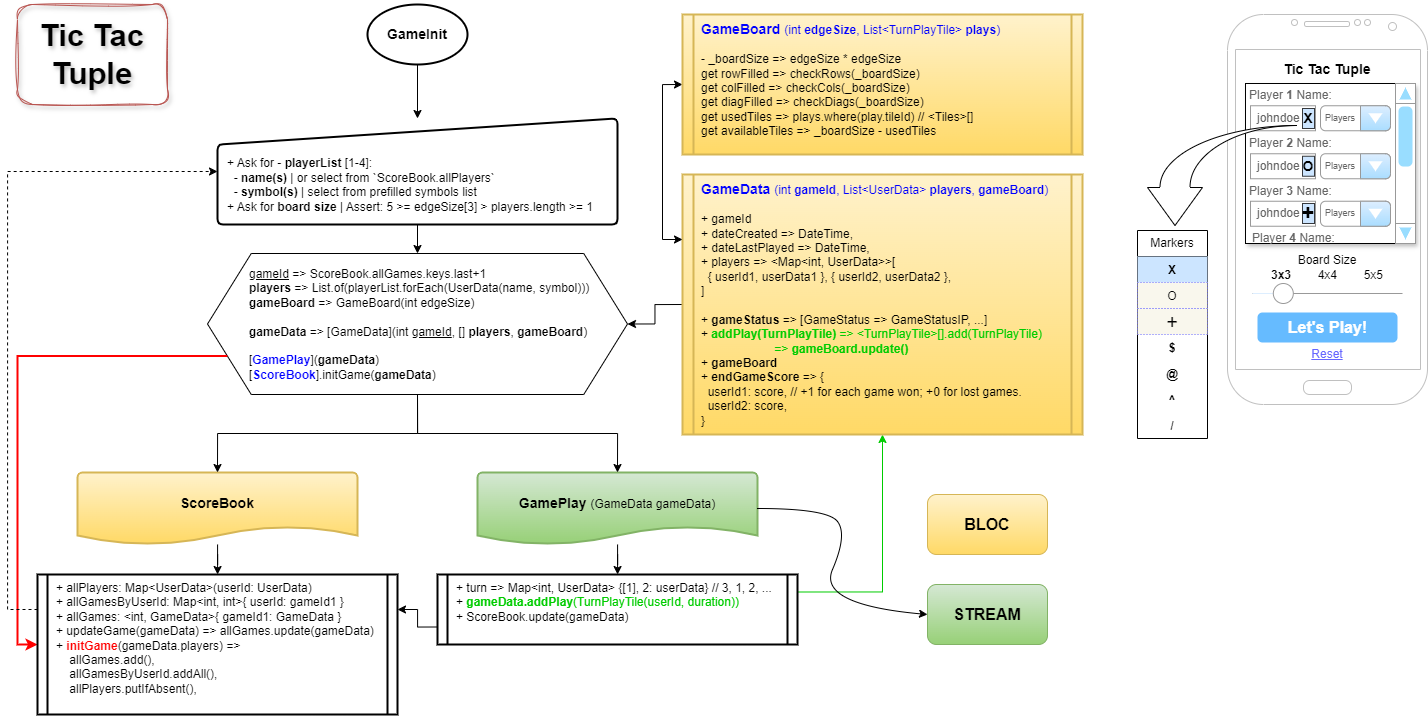 Tic Tac
Tuple
GameInit
+ Ask for - playerList [1-4]:
- name(s) | or select from `ScoreBook.allPlayers`
- symbol(s) | select from prefilled symbols list
+ Ask for board size | Assert: 5 >= edgeSize[3] > players.length >= 1
gameId => ScoreBook.allGames.keys.last+1
players => List.of(playerList.forEach(UserData(name, symbol)))
gameBoard => GameBoard(int edgeSize)
gameData => [GameData](int gameId, [] players, gameBoard)
[GamePlay](gameData)
[ScoreBook].initGame(gameData)
GameBoard (int edgeSize, List<TurnPlayTile> plays)
- _boardSize => edgeSize * edgeSize
get rowFilled => checkRows(_boardSize)
get colFilled => checkCols(_boardSize)
get diagFilled => checkDiags(_boardSize)
get usedTiles => plays.where(play.tileId) // <Tiles>[]
get availableTiles => _boardSize - usedTiles
GameData (int gameId, List<UserData> players, gameBoard)
+ gameId
+ dateCreated => DateTime,
+ dateLastPlayed => DateTime,
+ players => <Map<int, UserData>>[
{ userId1, userData1 }, { userId2, userData2 },
]
+ gameStatus => [GameStatus => GameStatusIP, ...]
+ addPlay(TurnPlayTile) => <TurnPlayTile>[].add(TurnPlayTile)
=> gameBoard.update()
+ gameBoard
+ endGameScore => {
userId1: score, // +1 for each game won; +0 for lost games.
userId2: score,
}
ScoreBook
GamePlay (GameData gameData)
+ allPlayers: Map<UserData>(userId: UserData)
+ allGamesByUserId: Map<int, int>{ userId: gameId1 }
+ allGames: <int, GameData>{ gameId1: GameData }
+ updateGame(gameData) => allGames.update(gameData)
+ initGame(gameData.players) =>
allGames.add(),
allGamesByUserId.addAll(),
allPlayers.putIfAbsent(),
+ turn => Map<int, UserData> {[1], 2: userData} // 3, 1, 2, ...
+ gameData.addPlay(TurnPlayTile(userId, duration))
+ ScoreBook.update(gameData)
BLOC
STREAM
Markers
X
O
+
$
@
^
/
Tic Tac Tuple
Player 1 Name:
johndoe X Players
Player 2 Name:
johndoe O Players
Player 3 Name:
johndoe + Players
Player 4 Name:
Board Size
3x3 4x4 5x5
Let's Play!
Reset